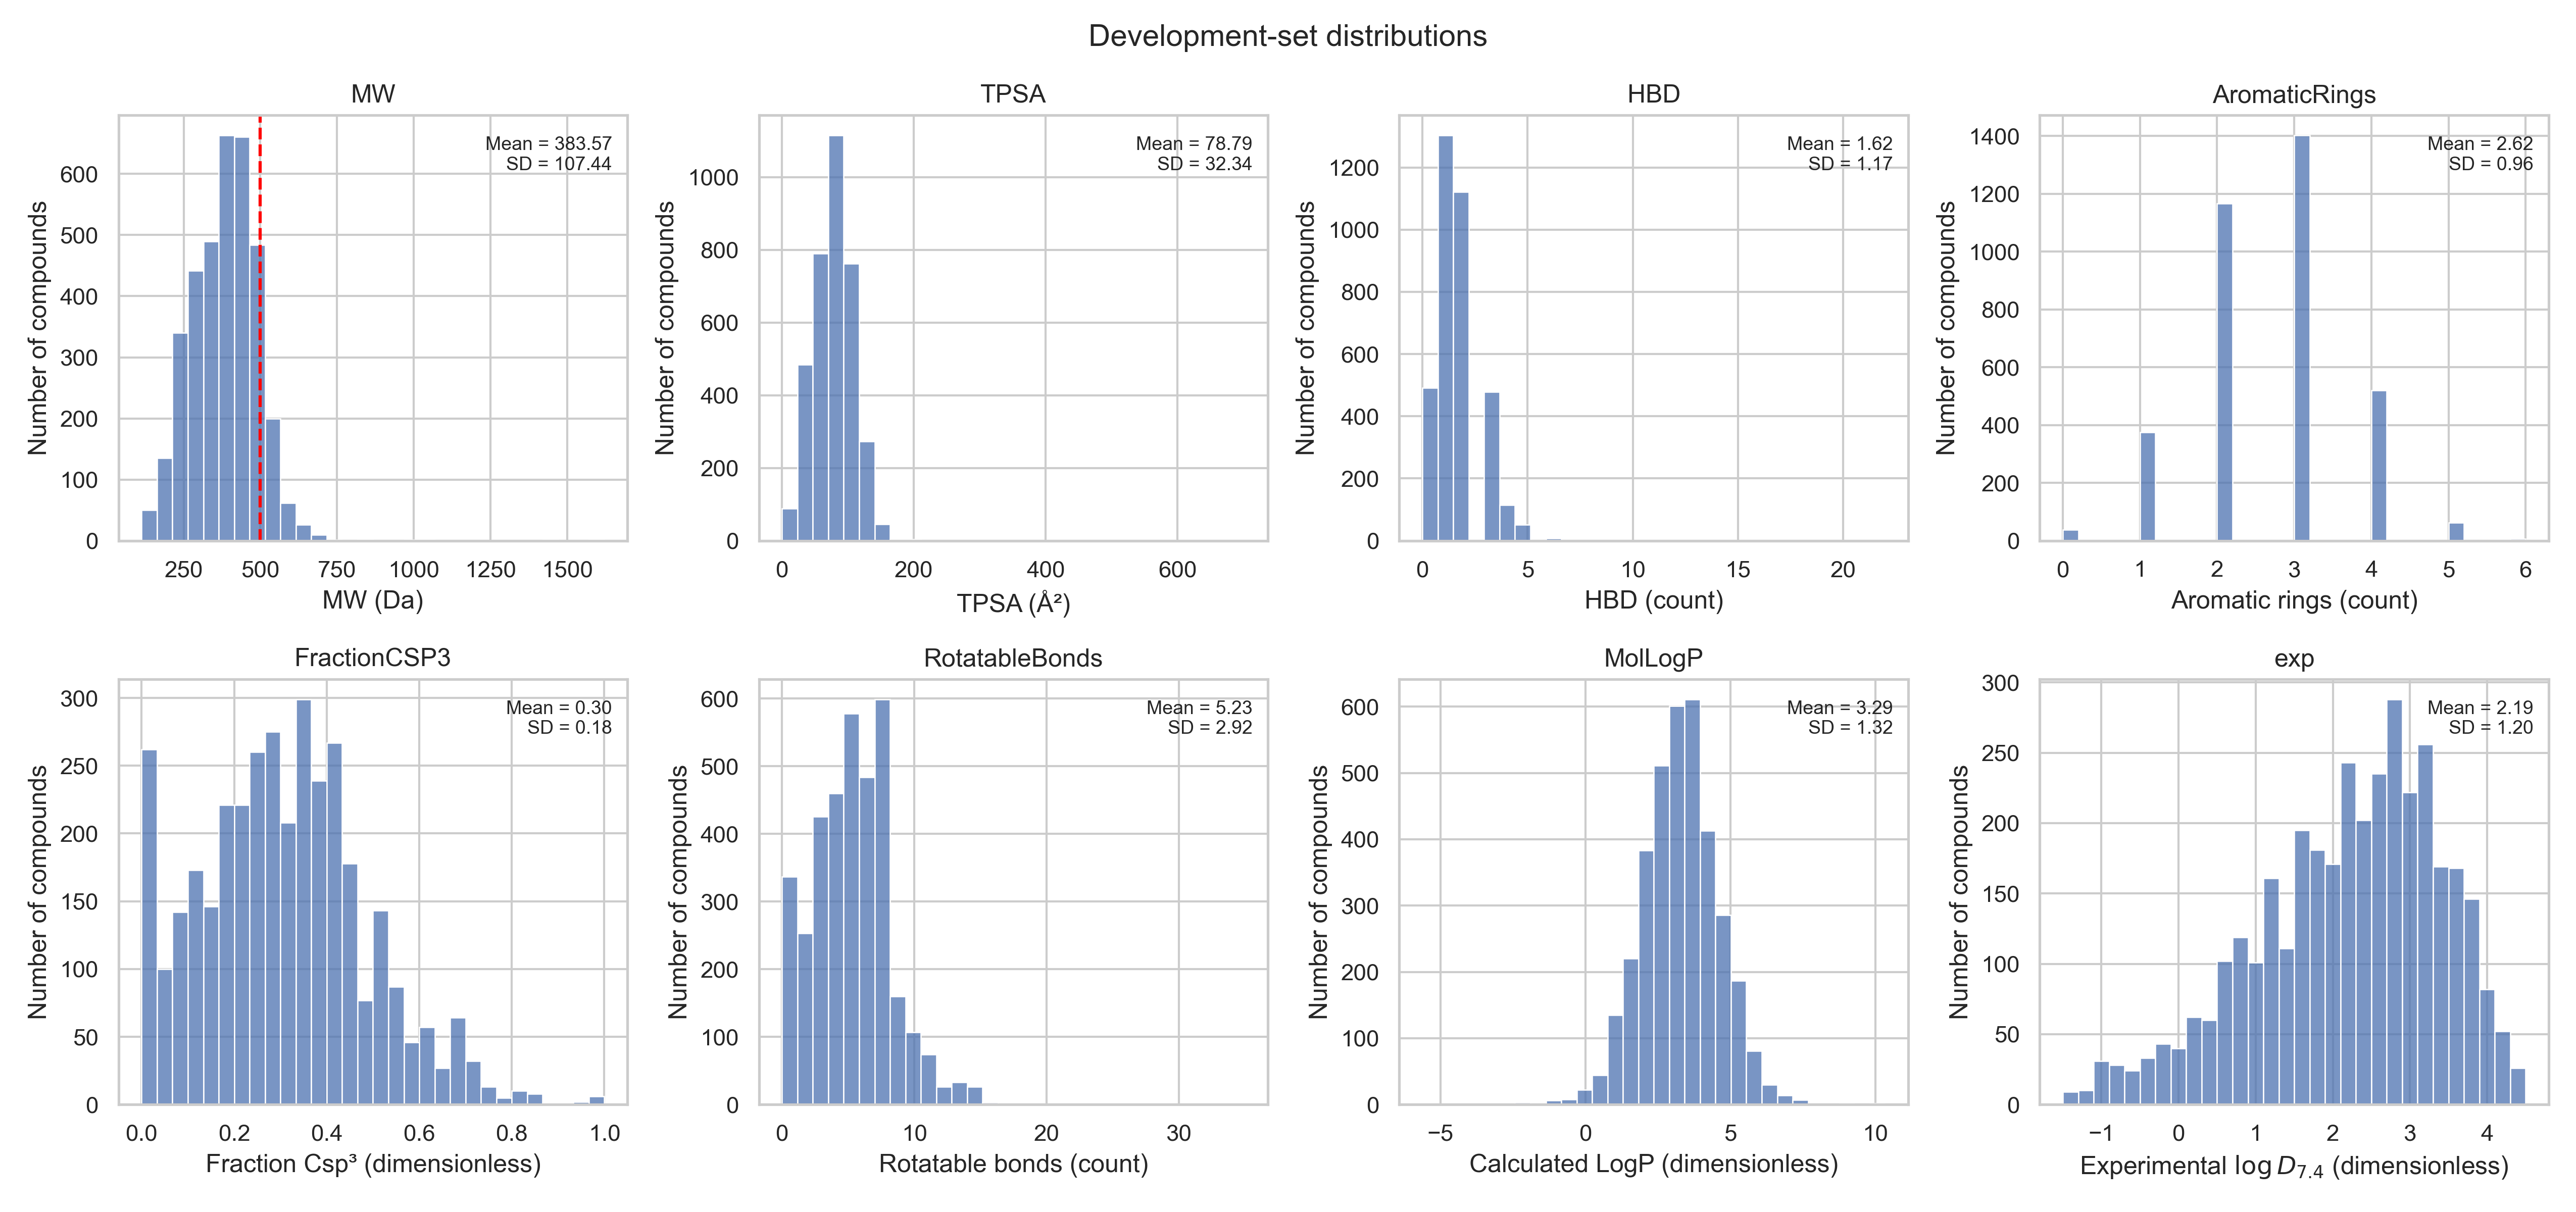 Development-set distributions
MW
Mean = 383.57
SD = 107.44
Number of compounds
600
500
400
300
200
100
0
250 500 750 1000 1250 1500
MW (Da)
TPSA
Mean = 78.79
SD = 32.34
Number of compounds
1000
800
600
400
200
0
0 200 400 600
TPSA (Å²)
HBD
Mean = 1.62
SD = 1.17
Number of compounds
1200
1000
800
600
400
200
0
0 5 10 15 20
HBD (count)
AromaticRings
Mean = 2.62
SD = 0.96
Number of compounds
1400
1200
1000
800
600
400
200
0
0 1 2 3 4 5 6
Aromatic rings (count)
FractionCSP3
Mean = 0.30
SD = 0.18
Number of compounds
300
250
200
150
100
50
0
0.0 0.2 0.4 0.6 0.8 1.0
Fraction Csp³ (dimensionless)
RotatableBonds
Mean = 5.23
SD = 2.92
Number of compounds
600
500
400
300
200
100
0
0 10 20 30
Rotatable bonds (count)
MolLogP
Mean = 3.29
SD = 1.32
Number of compounds
600
500
400
300
200
100
0
−5 0 5 10
Calculated LogP (dimensionless)
exp
Mean = 2.19
SD = 1.20
Number of compounds
300
250
200
150
100
50
0
−1 0 1 2 3 4
Experimental log D₇.₄ (dimensionless)